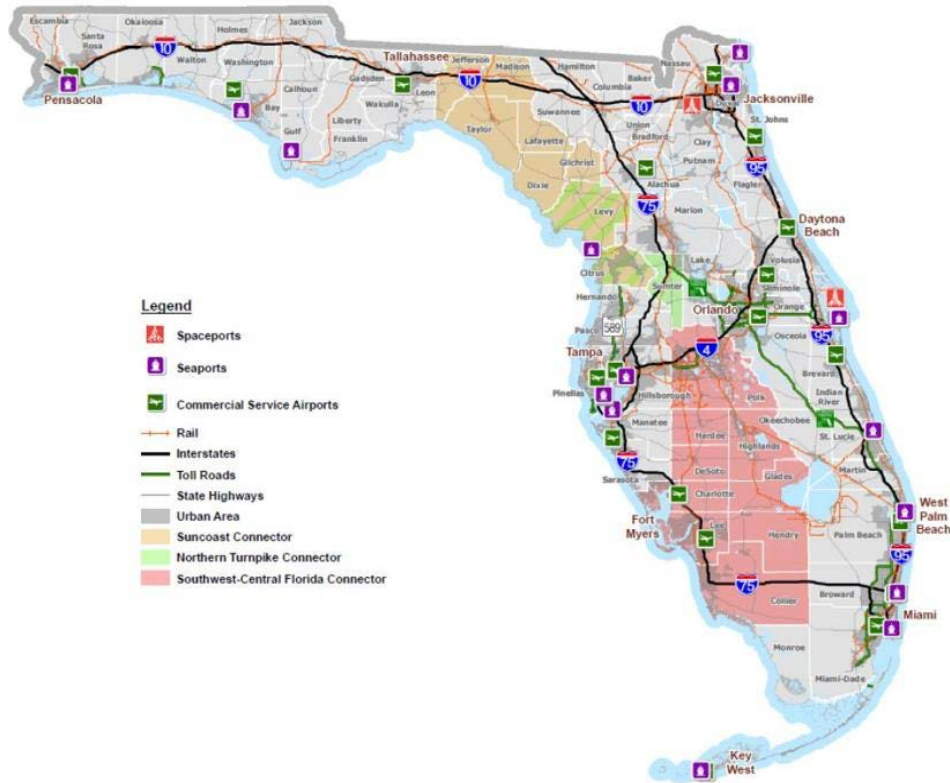 Escambia
Santa
Rosa
Okaloosa
Walton
Holmes
Washington
Jackson
Bay
Calhoun
Gulf
Liberty
Franklin
Gadsden
Wakulla
Leon
Tallahassee
Pensacola
10
Jefferson
Madison
10
Taylor
Hamilton
Suwannee
Lafayette
Dixie
Columbia
Gilchrist
Levy
Baker
Nassau
10
Duval
Jacksonville
Union
Bradford
Clay
St. Johns
Putnam
Alachua
Flagler
95
75
Marion
Daytona
Beach
Volusia
Citrus
Sumter
Lake
Hernando
Seminole
Orlando
Orange
589
Pasco
Osceola
95
4
Tampa
Brevard
Pinellas
Hillsborough
Polk
Indian
River
Manatee
Okeechobee
Hardee
Highlands
St. Lucie
75
Sarasota
DeSoto
Martin
Charlotte
Glades
Fort
Myers
Lee
Hendry
West
Palm
Beach
Palm Beach
95
75
Collier
Broward
Miami
Monroe
Miami-Dade
Key
West
Legend
Spaceports
Seaports
Commercial Service Airports
Rail
Interstates
Toll Roads
State Highways
Urban Area
Suncoast Connector
Northern Turnpike Connector
Southwest-Central Florida Connector